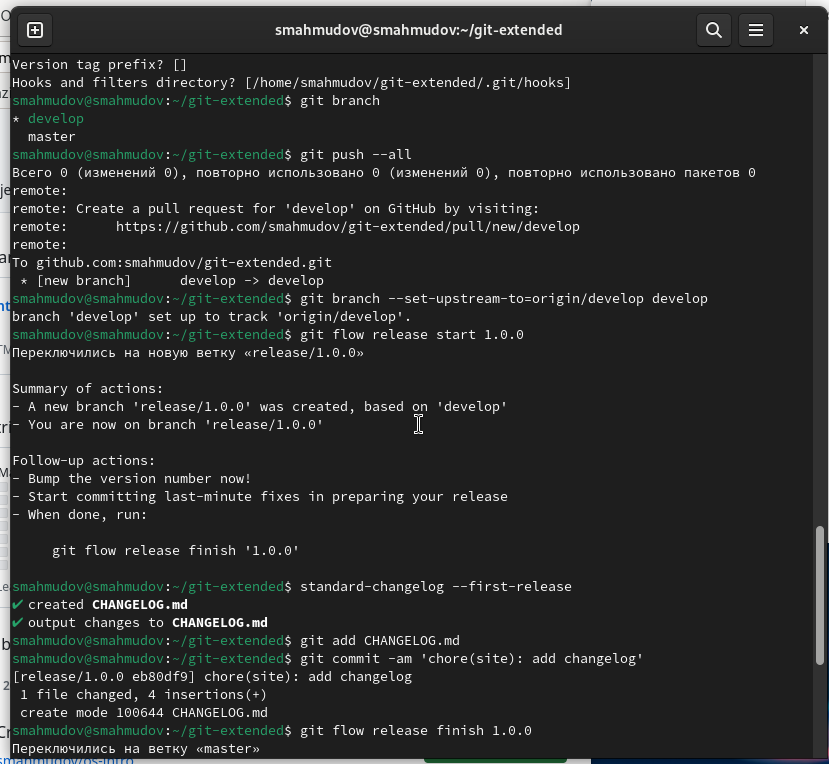 smahmudov@smahmudov:~/git-extended
Version tag prefix? []
Hooks and filters directory? [/home/smahmudov/git-extended/.git/hooks]
smahmudov@smahmudov:~/git-extended$ git branch
* develop
  master
smahmudov@smahmudov:~/git-extended$ git push --all
Всего 0 (изменений 0), повторно использовано 0 (изменений 0), повторно использовано пакетов 0
remote:
remote: Create a pull request for 'develop' on GitHub by visiting:
remote:      https://github.com/smahmudov/git-extended/pull/new/develop
remote:
To github.com:smahmudov/git-extended.git
 * [new branch]      develop -> develop
smahmudov@smahmudov:~/git-extended$ git branch --set-upstream-to=origin/develop develop
branch 'develop' set up to track 'origin/develop'.
smahmudov@smahmudov:~/git-extended$ git flow release start 1.0.0
Переключились на новую ветку «release/1.0.0»
Summary of actions:
- A new branch 'release/1.0.0' was created, based on 'develop'
- You are now on branch 'release/1.0.0'
Follow-up actions:
- Bump the version number now!
- Start committing last-minute fixes in preparing your release
- When done, run:
     git flow release finish '1.0.0'
smahmudov@smahmudov:~/git-extended$ standard-changelog --first-release
✔ created CHANGELOG.md
✔ output changes to CHANGELOG.md
smahmudov@smahmudov:~/git-extended$ git add CHANGELOG.md
smahmudov@smahmudov:~/git-extended$ git commit -am 'chore(site): add changelog'
[release/1.0.0 eb80df9] chore(site): add changelog
 1 file changed, 4 insertions(+)
 create mode 100644 CHANGELOG.md
smahmudov@smahmudov:~/git-extended$ git flow release finish 1.0.0
Переключились на ветку «master»